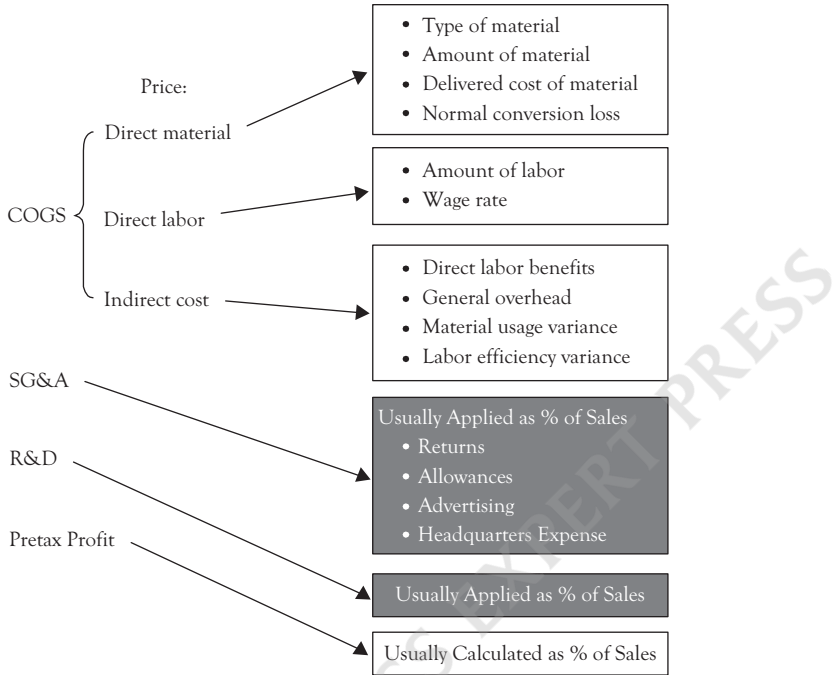 Price:
COGS
Direct material
• Type of material
• Amount of material
• Delivered cost of material
• Normal conversion loss
Direct labor
• Amount of labor
• Wage rate
Indirect cost
• Direct labor benefits
• General overhead
• Material usage variance
• Labor efficiency variance
SG&A
Usually Applied as % of Sales
• Returns
• Allowances
• Advertising
• Headquarters Expense
R&D
Usually Applied as % of Sales
Pretax Profit
Usually Calculated as % of Sales
SS EXPERT PRESS